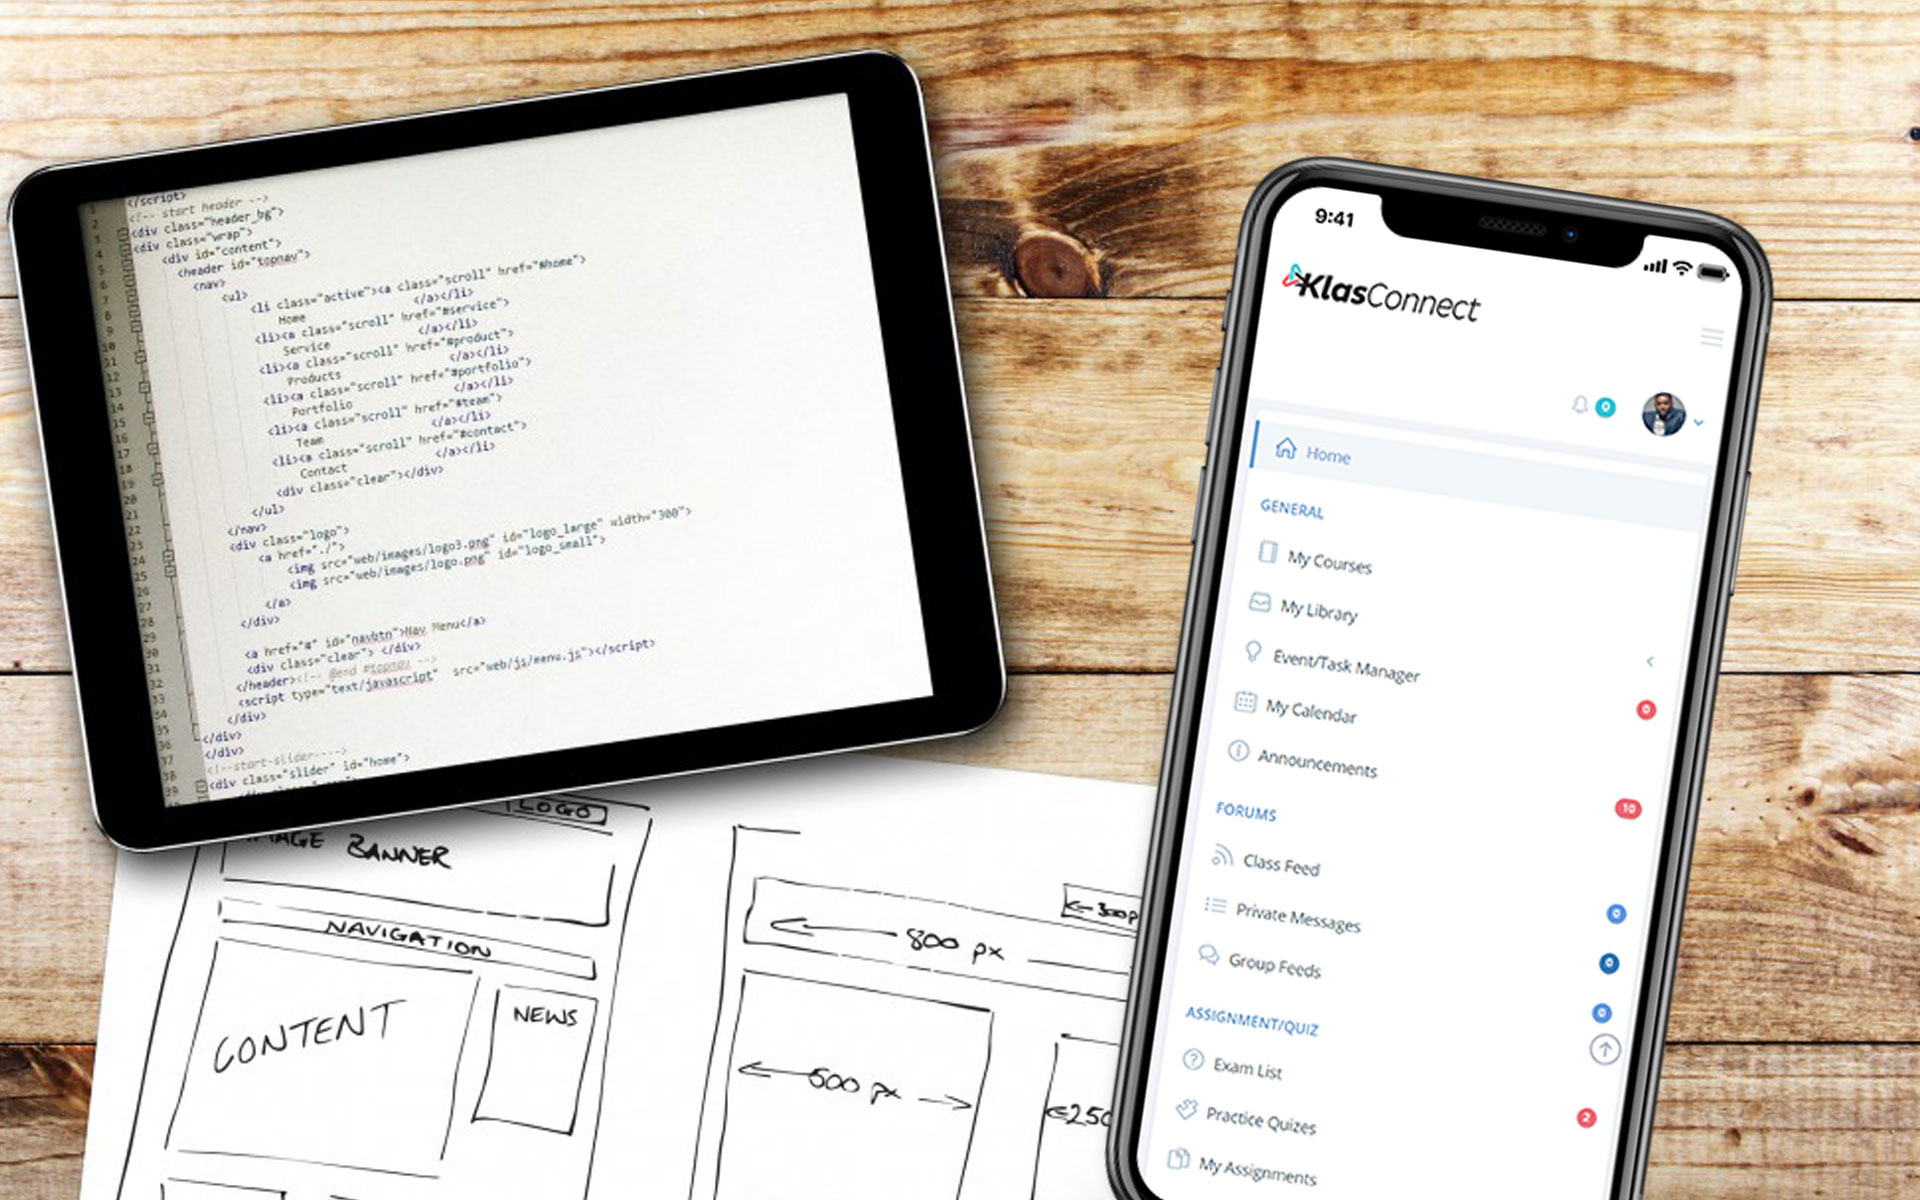 </script>
<!-- start header -->
<div class="header_bg">
<div class="wrap">
<div id="content">
<header id="topnav">
<nav>
<ul>
<li class="active"><a class="scroll" href="#home">
Home </a></li>
<li><a class="scroll" href="#service">
Service </a></li>
<li><a class="scroll" href="#product">
Products </a></li>
<li><a class="scroll" href="#portfolio">
Portfolio </a></li>
<li><a class="scroll" href="#team">
Team </a></li>
<li><a class="scroll" href="#contact">
Contact </a></li>
<div class="clear"></div>
</ul>
</nav>
<div class="logo">
<a href="./">
<img src="web/images/logo3.png" id="logo_large" width="300">
<img src="web/images/logo.png" id="logo_small">
</a>
</div>
<a href="#" id="navbtn">Nav Menu</a>
<div class="clear"> </div>
</header><!-- @end #topnav -->
<script type="text/javascript" src="web/js/menu.js"></script>
</div>
</div>
</div>
<!--start-slider---->
<div class="slider" id="home">
LOGO
IMAGE BANNER
NAVIGATION
CONTENT
NEWS
800 px
300p
500 px
250
9:41
KlasConnect
0
Home
GENERAL
My Courses
My Library
Event/Task Manager
My Calendar 0
Announcements
10
FORUMS
Class Feed
0
Private Messages
0
Group Feeds
0
ASSIGNMENT/QUIZ
Exam List
2
Practice Quizes
My Assignments